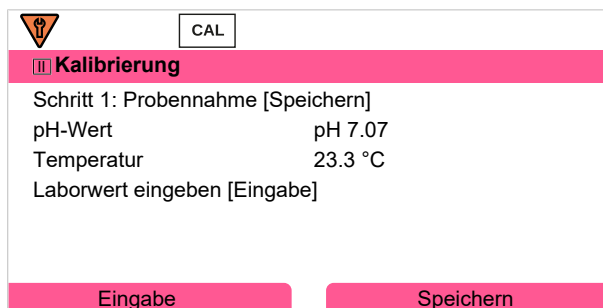 CAL
II Kalibrierung
Schritt 1: Probennahme [Speichern]
pH-Wert pH 7.07
Temperatur 23.3 °C
Laborwert eingeben [Eingabe]
Eingabe Speichern